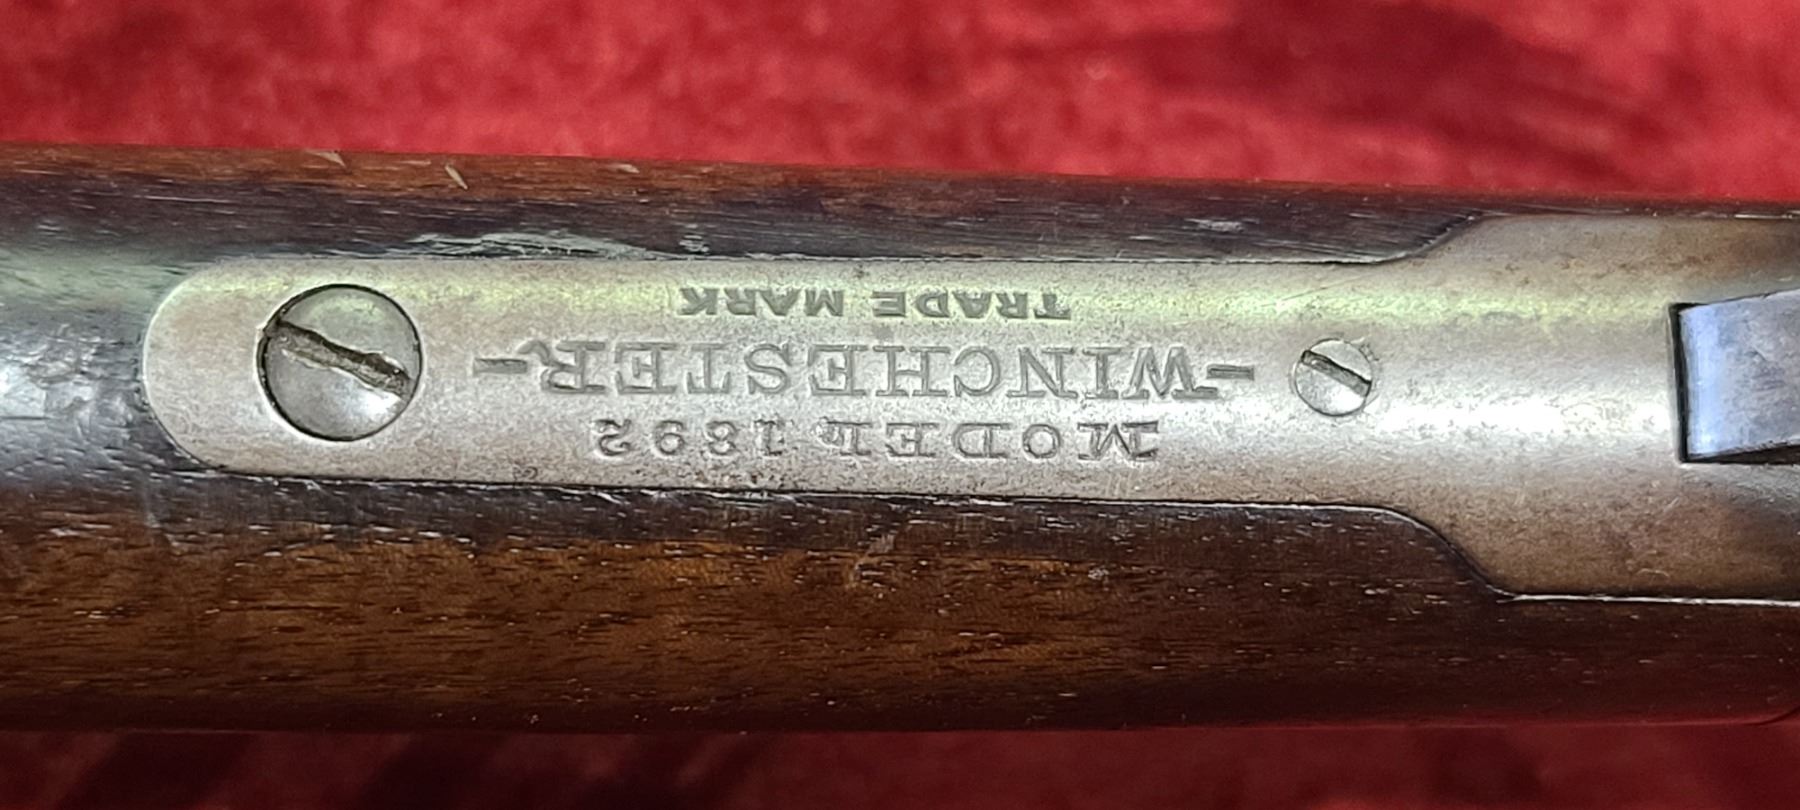 MODEL 1892
-WINCHESTER-
TRADE MARK